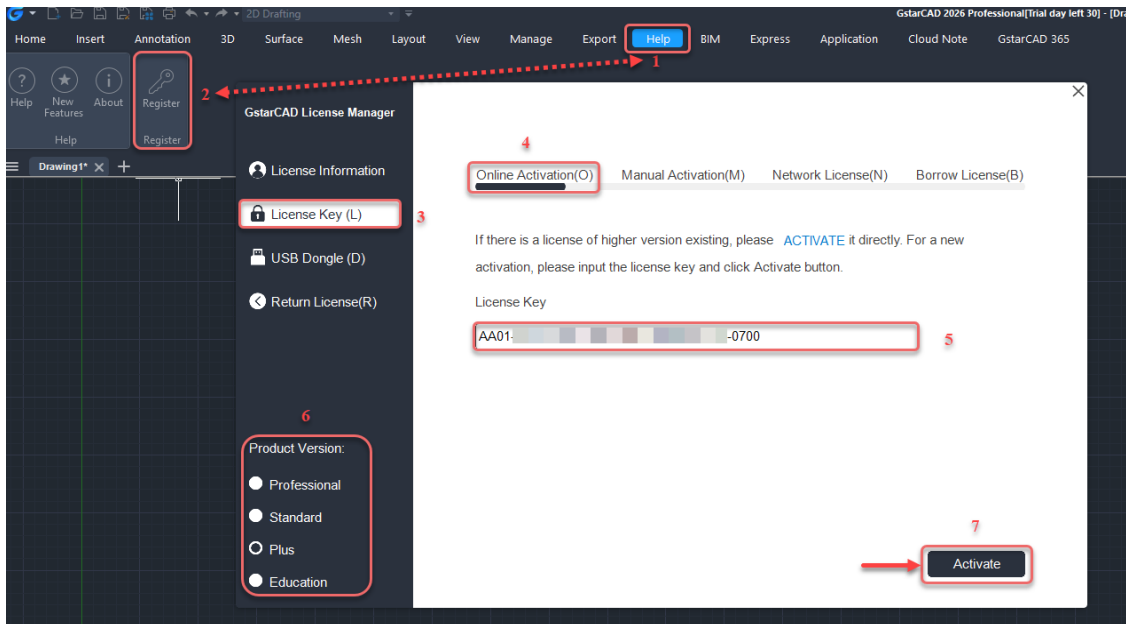 2D Drafting
GstarCAD 2026 Professional[Trial day left 30] - [Dra
Home Insert Annotation 3D Surface Mesh Layout View Manage Export Help BIM Express Application Cloud Note GstarCAD 365
1
2
Help New Features About Register
Help Register
Drawing1*
GstarCAD License Manager
License Information
License Key (L)
3
USB Dongle (D)
Return License(R)
4
Online Activation(O) Manual Activation(M) Network License(N) Borrow License(B)
If there is a license of higher version existing, please ACTIVATE it directly. For a new
activation, please input the license key and click Activate button.
License Key
AA01- -0700
5
6
Product Version:
Professional
Standard
Plus
Education
7
Activate